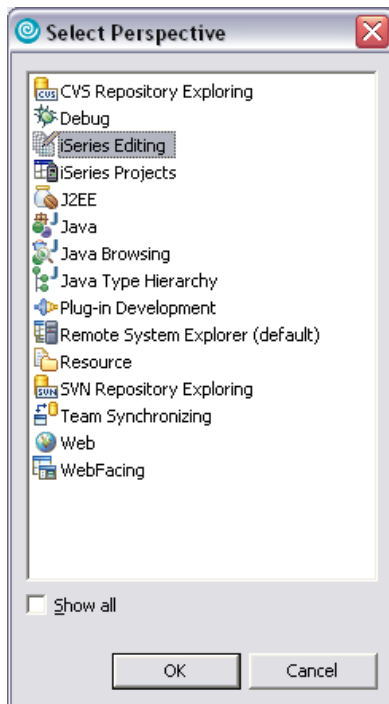 Select Perspective
CVS Repository Exploring
Debug
iSeries Editing
iSeries Projects
J2EE
Java
Java Browsing
Java Type Hierarchy
Plug-in Development
Remote System Explorer (default)
Resource
SVN Repository Exploring
Team Synchronizing
Web
WebFacing
Show all
OK Cancel